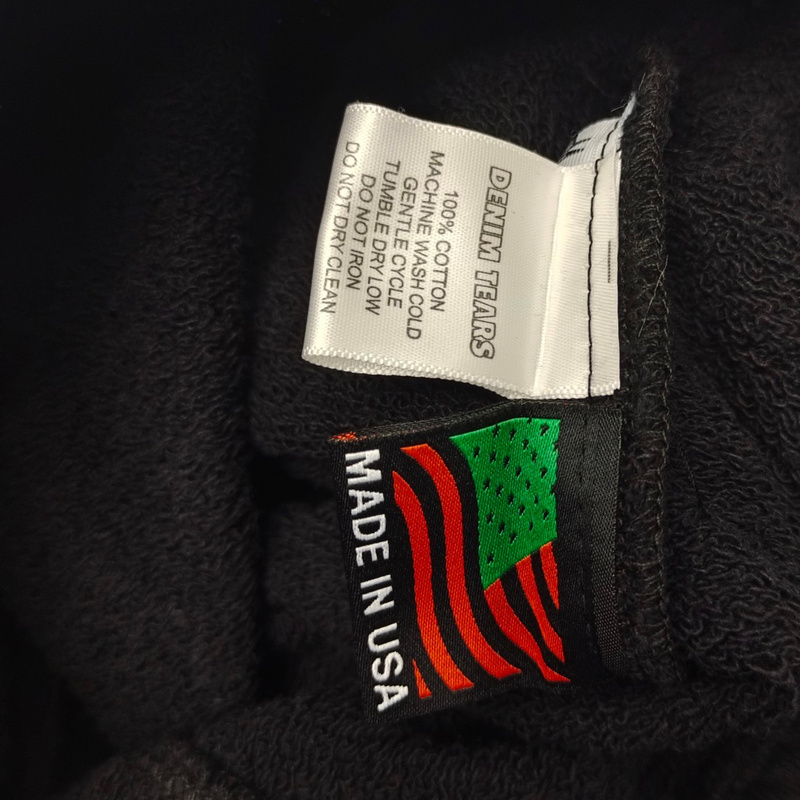 DENIM TEARS
100% COTTON
MACHINE WASH COLD
GENTLE CYCLE
TUMBLE DRY LOW
DO NOT IRON
DO NOT DRY CLEAN
MADE IN USA